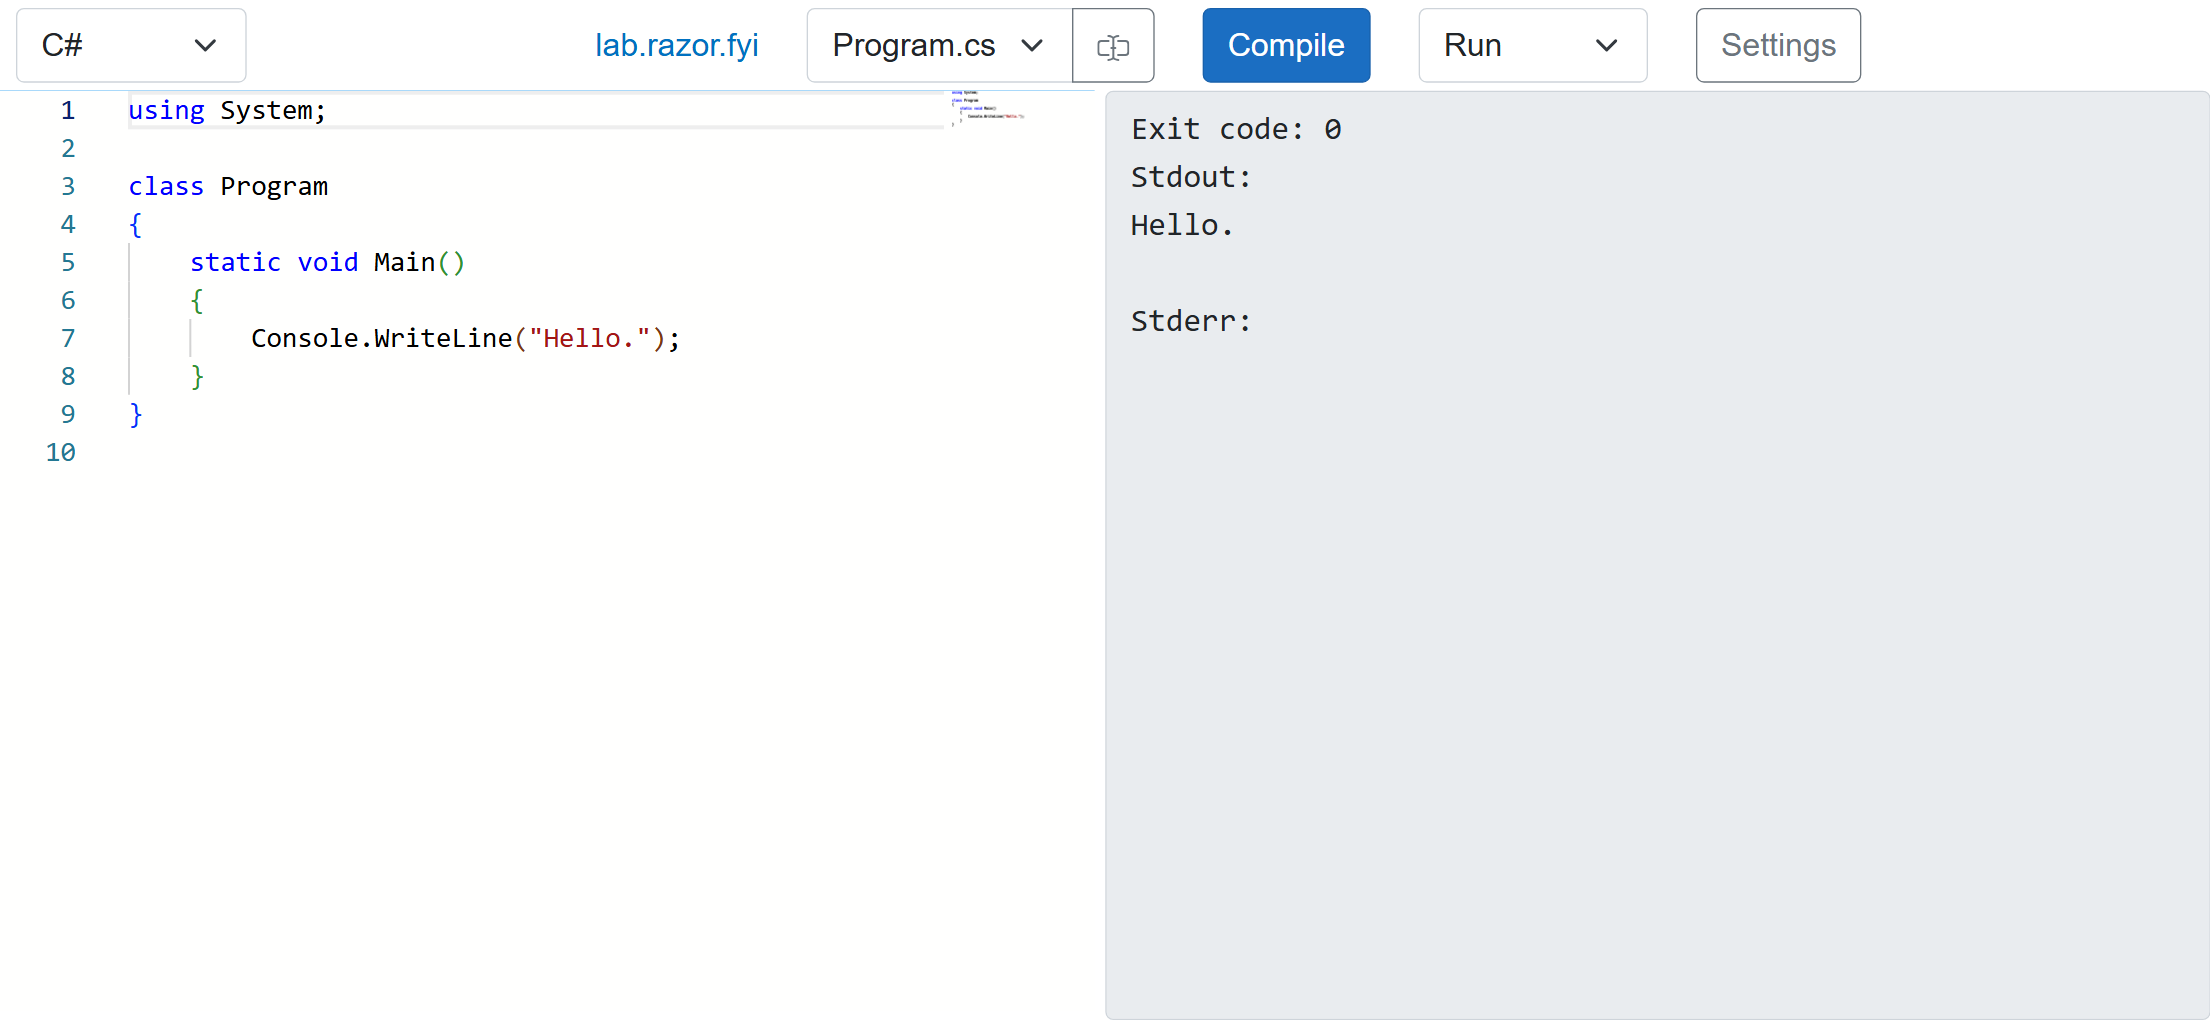 C#
lab.razor.fyi
Program.cs
Compile
Run
Settings
1 using System;
2
3 class Program
4 {
5     static void Main()
6     {
7         Console.WriteLine("Hello.");
8     }
9 }
10
Exit code: 0
Stdout:
Hello.
Stderr: